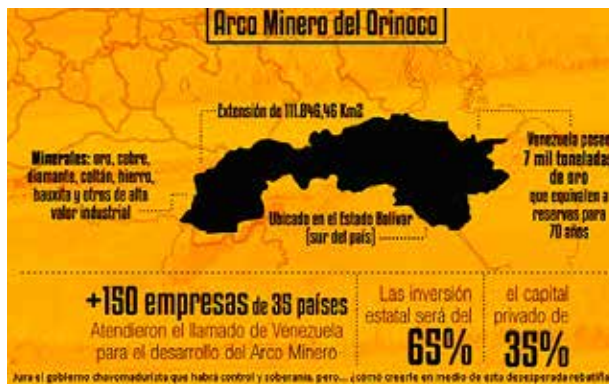 Arco Minero del Orinoco
Extensión de 111.846,46 Km2
Minerales: oro, cobre,
diamante, coltán, hierro,
bauxita y otros de alta
valor industrial
Ubicado en el Estado Bolívar
(sur del país)
Venezuela posee
7 mil toneladas
de oro
que equivalen a
reservas para
70 años
+150 empresas de 35 países
Atendieron el llamado de Venezuela
para el desarrollo del Arco Minero
Las inversión
estatal será del
65%
el capital
privado de
35%
Jura el gobierno chavomadurista que habrá control y soberanía, pero... ¿cómo creerle en medio de esta desesperada rebatiña